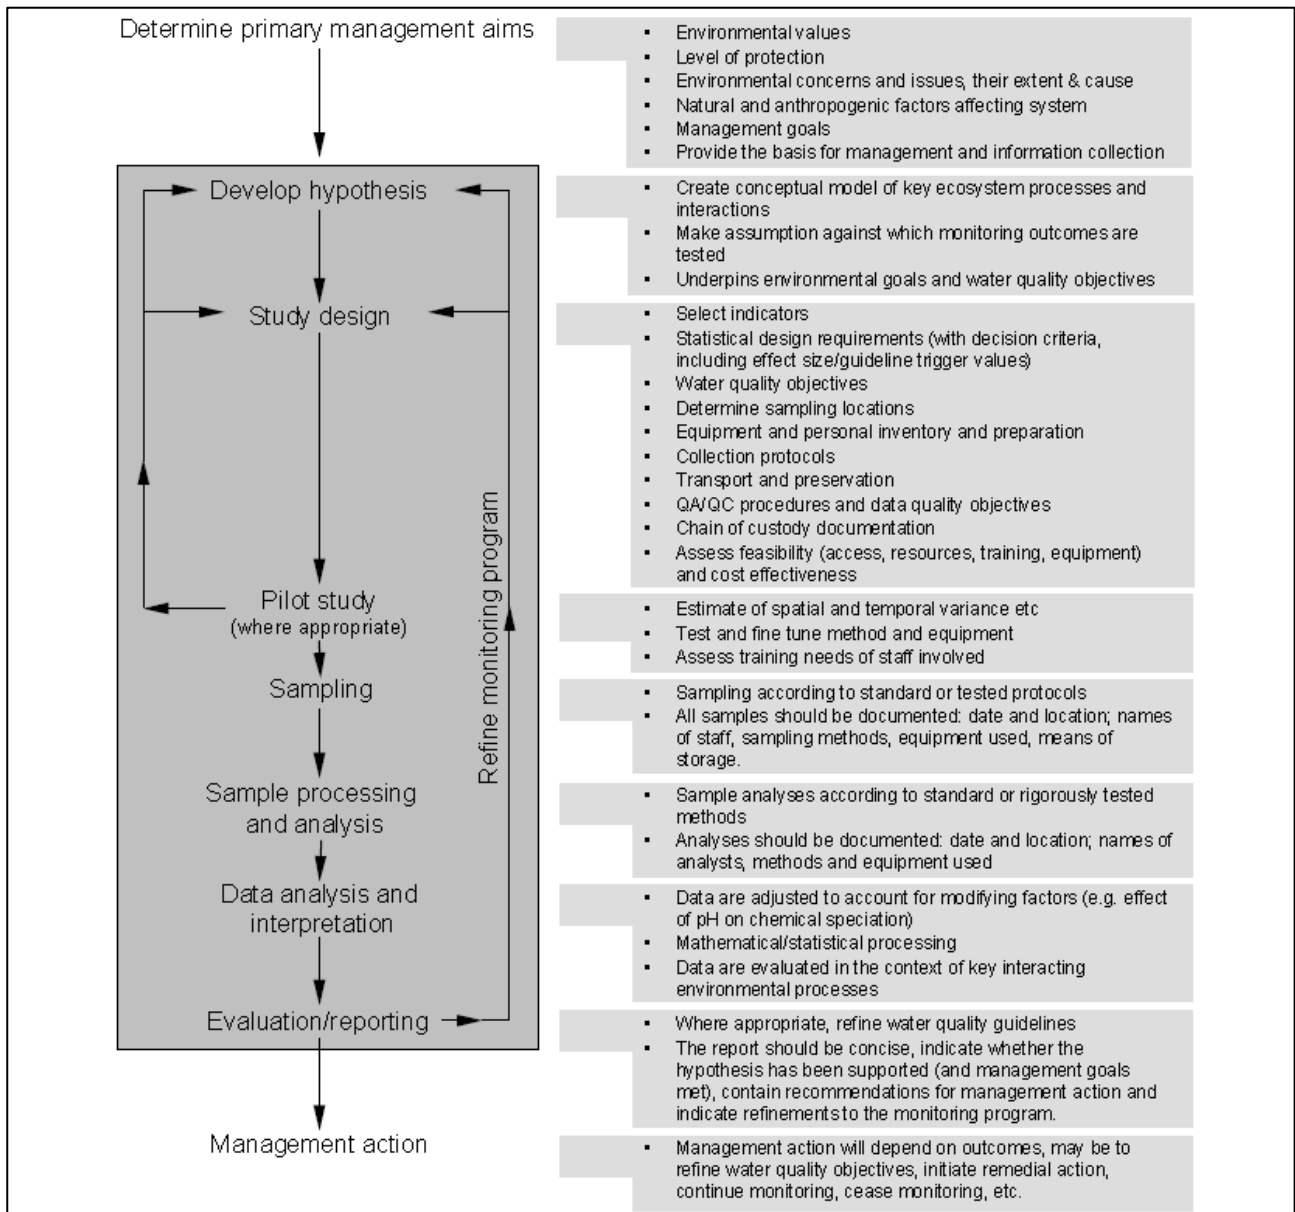 Determine primary management aims
▪ Environmental values
▪ Level of protection
▪ Environmental concerns and issues, their extent & cause
▪ Natural and anthropogenic factors affecting system
▪ Management goals
▪ Provide the basis for management and information collection
Develop hypothesis
▪ Create conceptual model of key ecosystem processes and
interactions
▪ Make assumption against which monitoring outcomes are
tested
▪ Underpins environmental goals and water quality objectives
Study design
▪ Select indicators
▪ Statistical design requirements (with decision criteria,
including effect size/guideline trigger values)
▪ Water quality objectives
▪ Determine sampling locations
▪ Equipment and personal inventory and preparation
▪ Collection protocols
▪ Transport and preservation
▪ QA/QC procedures and data quality objectives
▪ Chain of custody documentation
▪ Assess feasibility (access, resources, training, equipment)
and cost effectiveness
Refine monitoring program
Pilot study
(where appropriate)
▪ Estimate of spatial and temporal variance etc
▪ Test and fine tune method and equipment
▪ Assess training needs of staff involved
Sampling
▪ Sampling according to standard or tested protocols
▪ All samples should be documented: date and location; names
of staff, sampling methods, equipment used, means of
storage.
Sample processing
and analysis
▪ Sample analyses according to standard or rigorously tested
methods
▪ Analyses should be documented: date and location; names of
analysts, methods and equipment used
Data analysis and
interpretation
▪ Data are adjusted to account for modifying factors (e.g. effect
of pH on chemical speciation)
▪ Mathematical/statistical processing
▪ Data are evaluated in the context of key interacting
environmental processes
Evaluation/reporting
▪ Where appropriate, refine water quality guidelines
▪ The report should be concise, indicate whether the
hypothesis has been supported (and management goals
met), contain recommendations for management action and
indicate refinements to the monitoring program.
Management action
▪ Management action will depend on outcomes, may be to
refine water quality objectives, initiate remedial action,
continue monitoring, cease monitoring, etc.